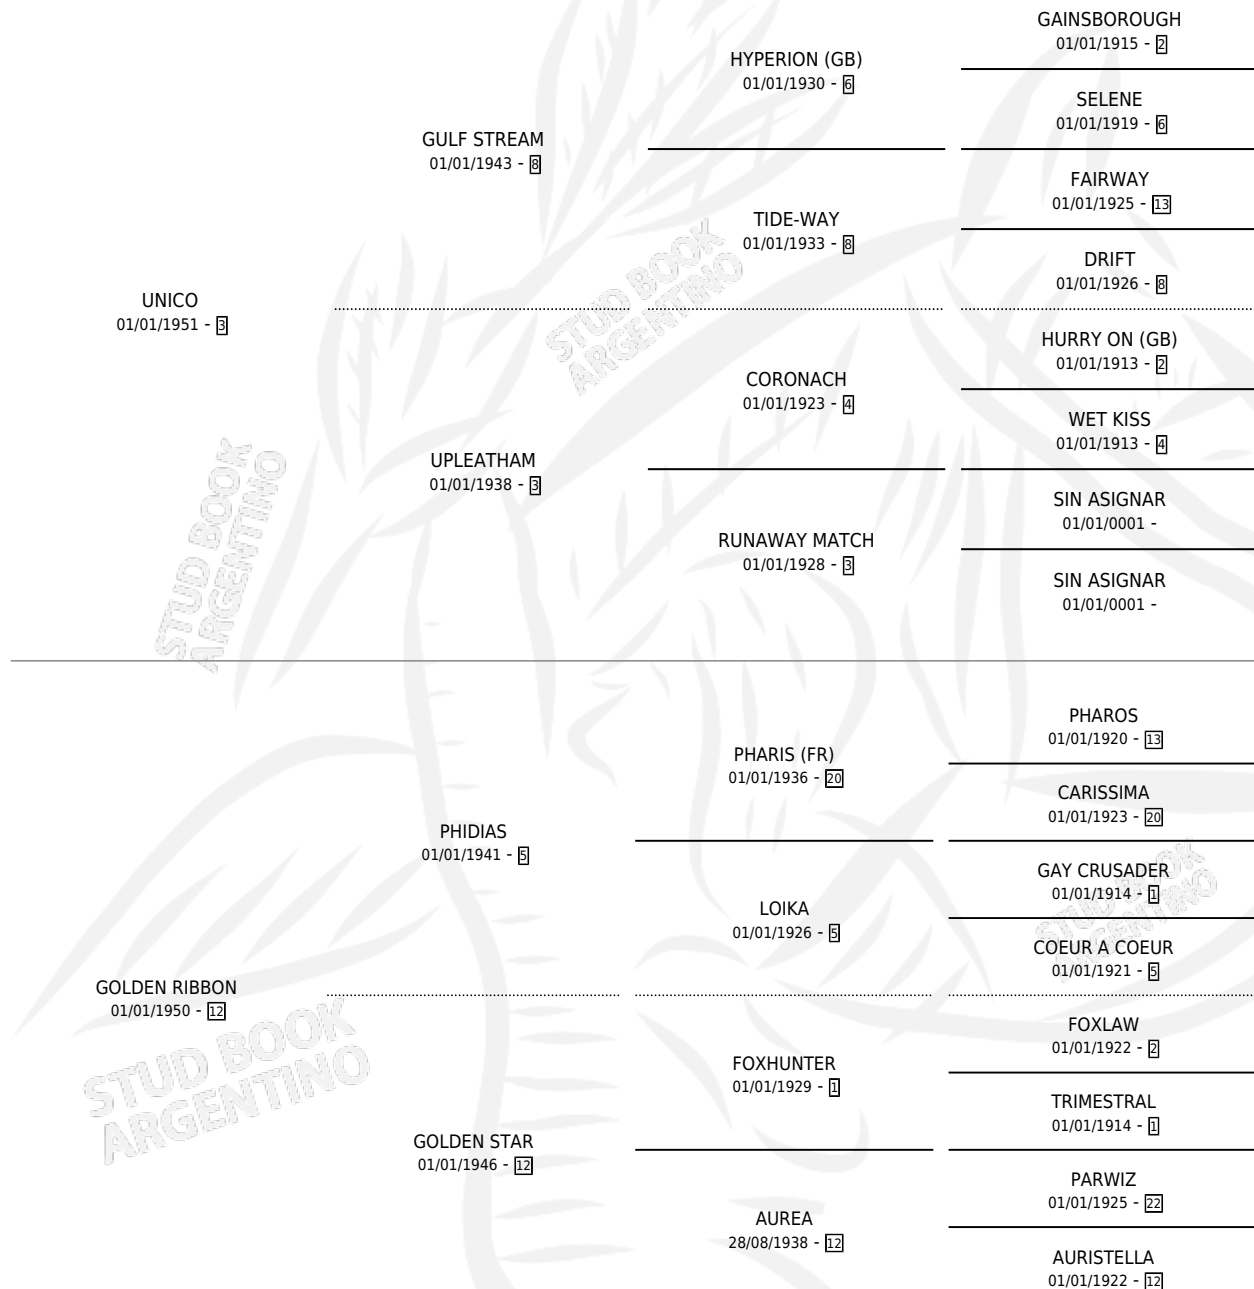 GAINSBOROUGH
01/01/1915 - 2
HYPERION (GB)
01/01/1930 - 6
SELENE
01/01/1919 - 6
GULF STREAM
01/01/1943 - 8
FAIRWAY
01/01/1925 - 13
TIDE-WAY
01/01/1933 - 8
DRIFT
01/01/1926 - 8
UNICO
01/01/1951 - 3
STUD BOOK
ARGENTINO
HURRY ON (GB)
01/01/1913 - 2
CORONACH
01/01/1923 - 4
WET KISS
01/01/1913 - 4
UPLEATHAM
01/01/1938 - 3
SIN ASIGNAR
01/01/0001 -
RUNAWAY MATCH
01/01/1928 - 3
SIN ASIGNAR
01/01/0001 -
STUD BOOK
ARGENTINO
PHAROS
01/01/1920 - 13
PHARIS (FR)
01/01/1936 - 20
CARISSIMA
01/01/1923 - 20
PHIDIAS
01/01/1941 - 5
GAY CRUSADER
01/01/1914 - 1
LOIKA
01/01/1926 - 5
COEUR A COEUR
01/01/1921 - 5
STUD BOOK
ARGENTINO
GOLDEN RIBBON
01/01/1950 - 12
FOXLAW
01/01/1922 - 2
FOXHUNTER
01/01/1929 - 1
TRIMESTRAL
01/01/1914 - 1
STUD BOOK
ARGENTINO
GOLDEN STAR
01/01/1946 - 12
PARWIZ
01/01/1925 - 22
AUREA
28/08/1938 - 12
AURISTELLA
01/01/1922 - 12